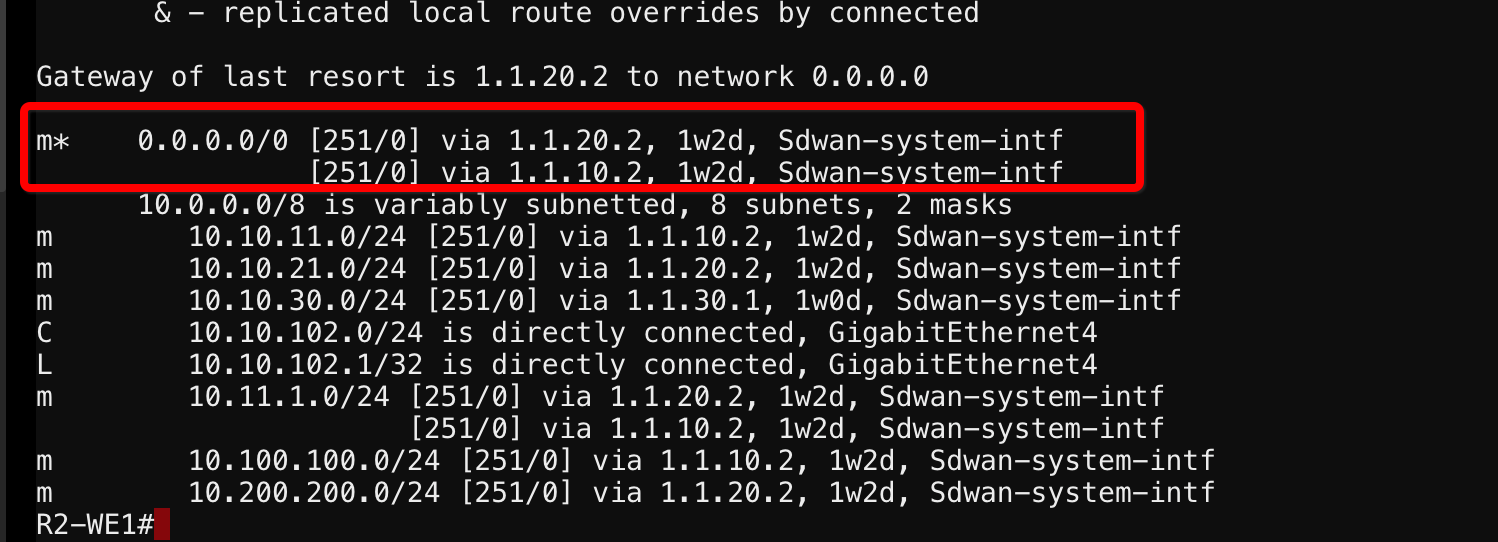 & - replicated local route overrides by connected
Gateway of last resort is 1.1.20.2 to network 0.0.0.0
m*    0.0.0.0/0 [251/0] via 1.1.20.2, 1w2d, Sdwan-system-intf
                [251/0] via 1.1.10.2, 1w2d, Sdwan-system-intf
      10.0.0.0/8 is variably subnetted, 8 subnets, 2 masks
m        10.10.11.0/24 [251/0] via 1.1.10.2, 1w2d, Sdwan-system-intf
m        10.10.21.0/24 [251/0] via 1.1.20.2, 1w2d, Sdwan-system-intf
m        10.10.30.0/24 [251/0] via 1.1.30.1, 1w0d, Sdwan-system-intf
C        10.10.102.0/24 is directly connected, GigabitEthernet4
L        10.10.102.1/32 is directly connected, GigabitEthernet4
m        10.11.1.0/24 [251/0] via 1.1.20.2, 1w2d, Sdwan-system-intf
                      [251/0] via 1.1.10.2, 1w2d, Sdwan-system-intf
m        10.100.100.0/24 [251/0] via 1.1.10.2, 1w2d, Sdwan-system-intf
m        10.200.200.0/24 [251/0] via 1.1.20.2, 1w2d, Sdwan-system-intf
R2-WE1#